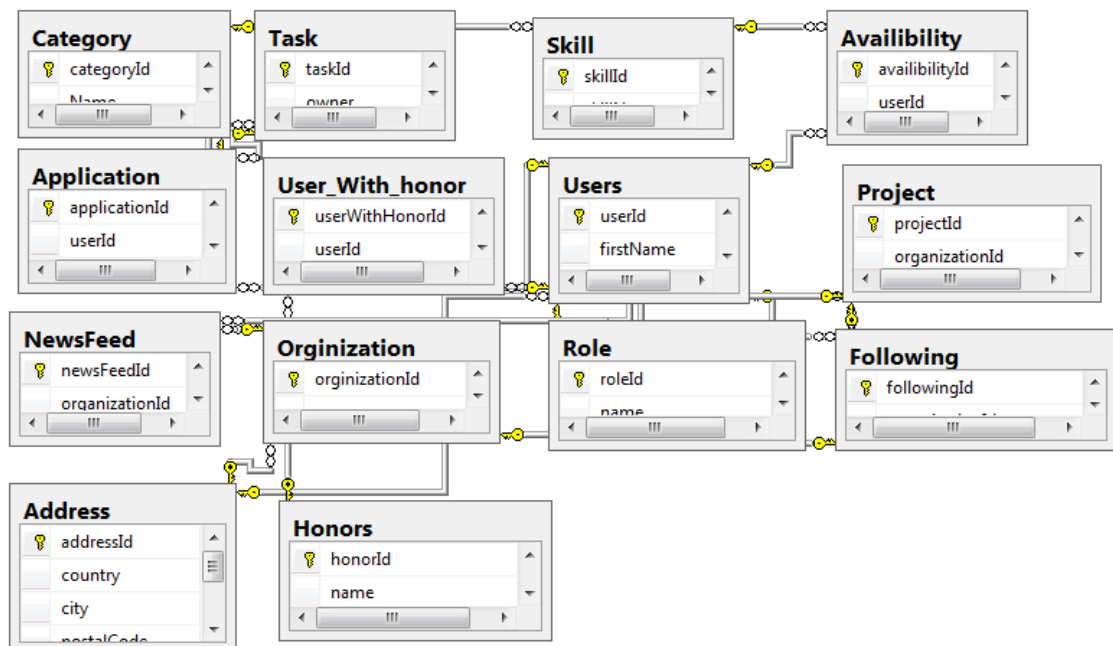 Category
categoryId
Name
Task
taskId
owner
Skill
skillId
Availibility
availibilityId
userId
Application
applicationId
userId
User_With_honor
userWithHonorId
userId
Users
userId
firstName
Project
projectId
organizationId
NewsFeed
newsFeedId
organizationId
Orginization
orginizationId
Role
roleId
name
Following
followingId
Address
addressId
country
city
postalCode
Honors
honorId
name